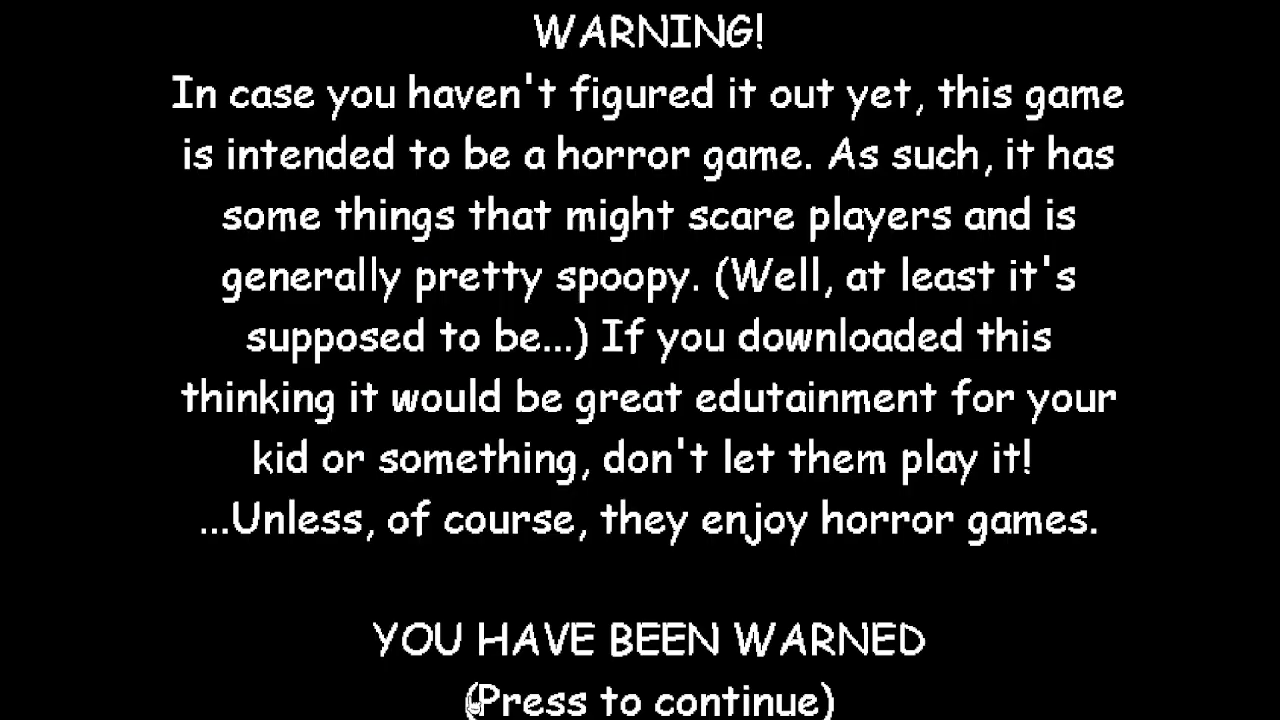 WARNING!
In case you haven't figured it out yet, this game
is intended to be a horror game. As such, it has
some things that might scare players and is
generally pretty spoopy. (Well, at least it's
supposed to be...) If you downloaded this
thinking it would be great edutainment for your
kid or something, don't let them play it!
...Unless, of course, they enjoy horror games.
YOU HAVE BEEN WARNED
(Press to continue)